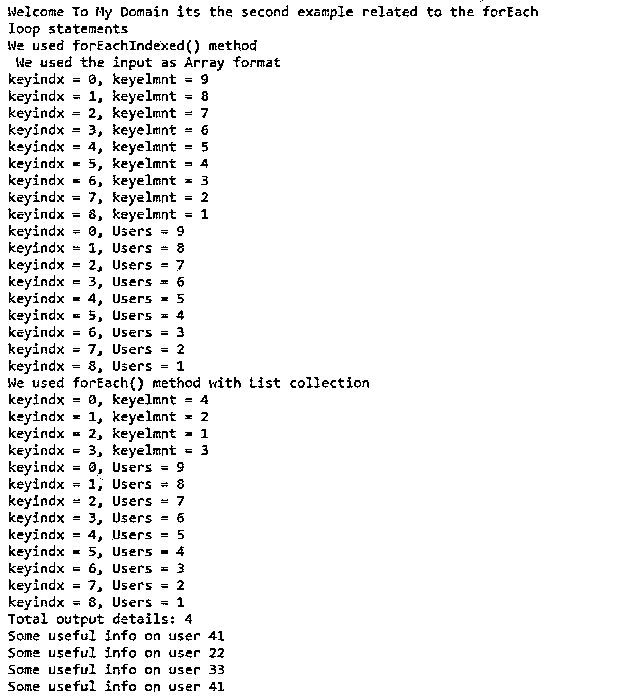 Welcome To My Domain its the second example related to the forEach
loop statements
We used forEachIndexed() method
We used the input as Array format
keyindx = 0, keyelmnt = 9
keyindx = 1, keyelmnt = 8
keyindx = 2, keyelmnt = 7
keyindx = 3, keyelmnt = 6
keyindx = 4, keyelmnt = 5
keyindx = 5, keyelmnt = 4
keyindx = 6, keyelmnt = 3
keyindx = 7, keyelmnt = 2
keyindx = 8, keyelmnt = 1
keyindx = 0, Users = 9
keyindx = 1, Users = 8
keyindx = 2, Users = 7
keyindx = 3, Users = 6
keyindx = 4, Users = 5
keyindx = 5, Users = 4
keyindx = 6, Users = 3
keyindx = 7, Users = 2
keyindx = 8, Users = 1
We used forEach() method with List collection
keyindx = 0, keyelmnt = 4
keyindx = 1, keyelmnt = 2
keyindx = 2, keyelmnt = 1
keyindx = 3, keyelmnt = 3
keyindx = 0, Users = 9
keyindx = 1, Users = 8
keyindx = 2, Users = 7
keyindx = 3, Users = 6
keyindx = 4, Users = 5
keyindx = 5, Users = 4
keyindx = 6, Users = 3
keyindx = 7, Users = 2
keyindx = 8, Users = 1
Total output details: 4
Some useful info on user 41
Some useful info on user 22
Some useful info on user 33
Some useful info on user 41